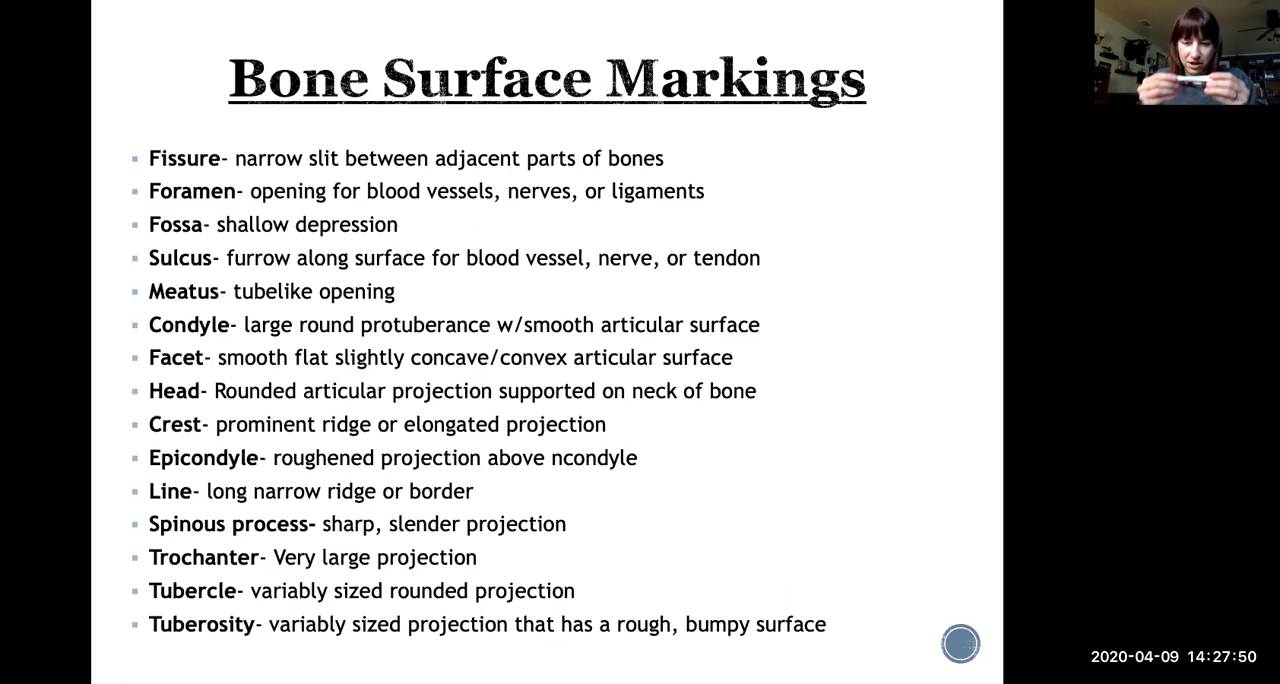 Bone Surface Markings
Fissure- narrow slit between adjacent parts of bones
Foramen- opening for blood vessels, nerves, or ligaments
Fossa- shallow depression
Sulcus- furrow along surface for blood vessel, nerve, or tendon
Meatus- tubelike opening
Condyle- large round protuberance w/smooth articular surface
Facet- smooth flat slightly concave/convex articular surface
Head- Rounded articular projection supported on neck of bone
Crest- prominent ridge or elongated projection
Epicondyle- roughened projection above ncondyle
Line- long narrow ridge or border
Spinous process- sharp, slender projection
Trochanter- Very large projection
Tubercle- variably sized rounded projection
Tuberosity- variably sized projection that has a rough, bumpy surface
2020-04-09 14:27:50